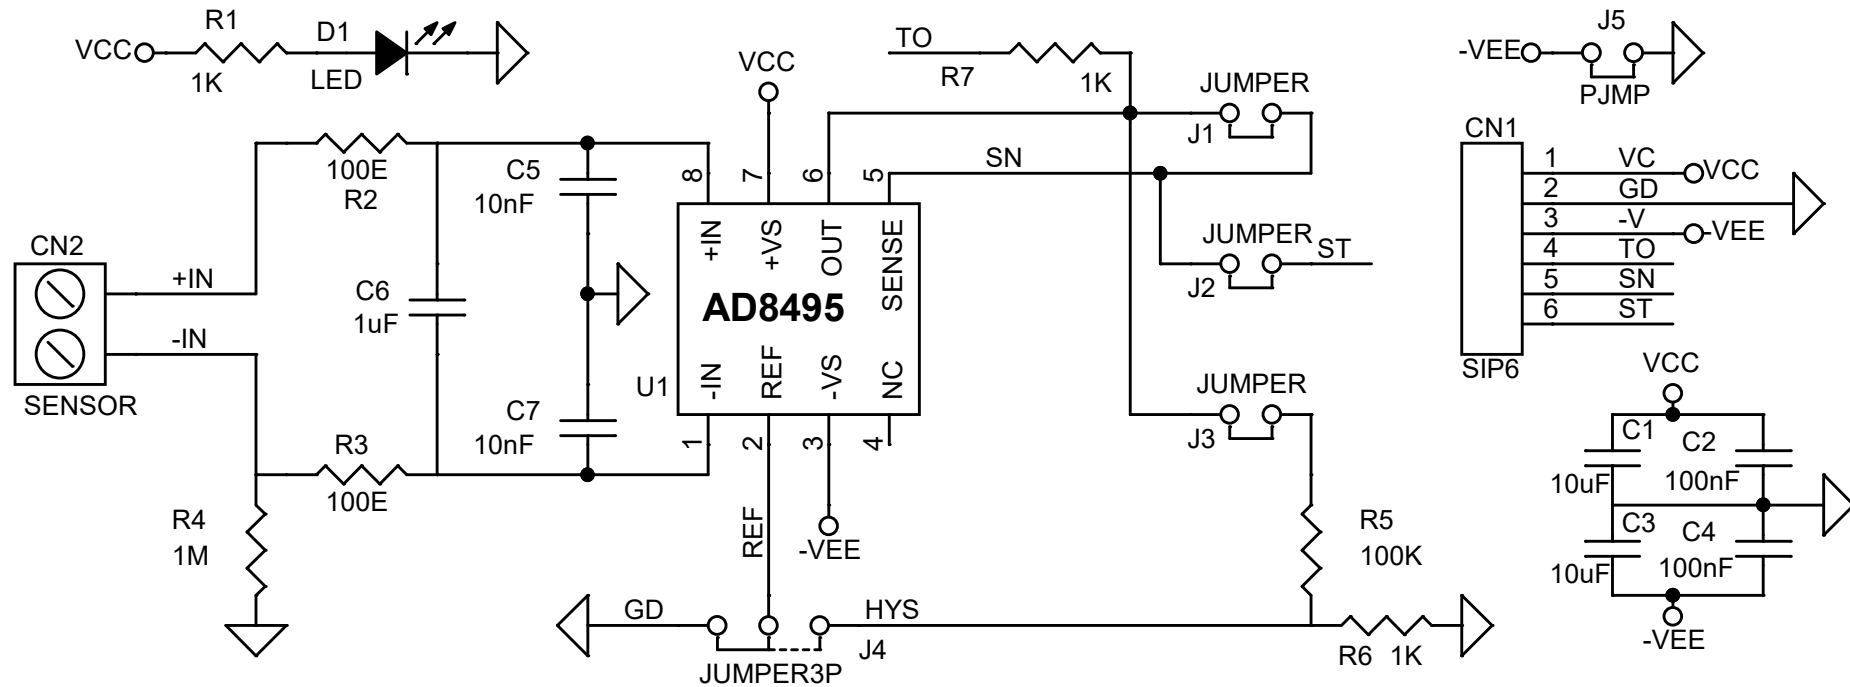 R1
D1
VCC
1K
LED
TO
R7
1K
VCC
JUMPER
J1
J5
-VEE
PJMP
CN1
1 VC VCC
2 GD
3 -V -VEE
4 TO
5 SN
6 ST
SIP6
100E
R2
C5
10nF
8
7
6
5
SN
JUMPER
J2
ST
CN2
+IN
-IN
SENSOR
C6
1uF
+IN
+VS
OUT
SENSE
AD8495
-IN
REF
-VS
NC
U1
C7
10nF
1
2
3
4
JUMPER
J3
R3
100E
R4
1M
REF
-VEE
R5
100K
VCC
C1
C2
10uF
100nF
C3
C4
10uF
100nF
-VEE
GD
HYS
J4
JUMPER3P
R6 1K